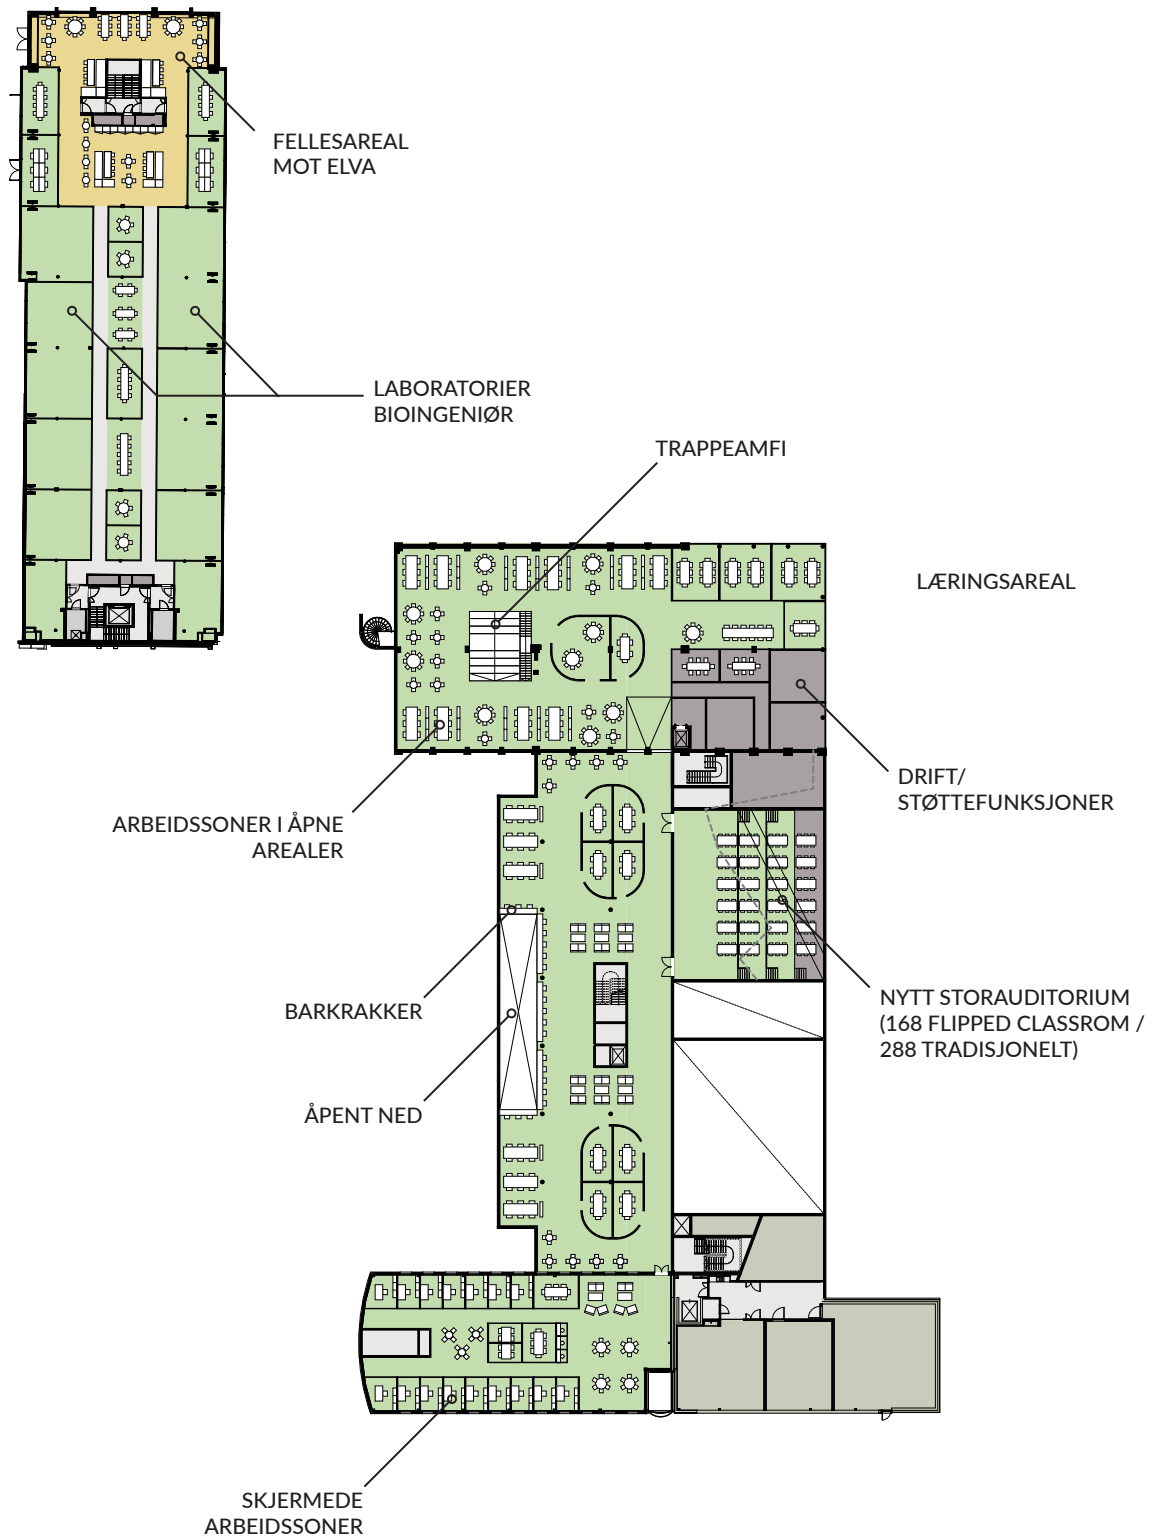 FELLESAREAL
MOT ELVA
LABORATORIER
BIOINGENIØR
TRAPPEAMFI
LÆRINGSAREAL
DRIFT/
STØTTEFUNKSJONER
ARBEIDSSONER I ÅPNE
AREALER
BARKRAKKER
NYTT STORAUDITORIUM
(168 FLIPPED CLASSROM /
288 TRADISJONELT)
ÅPENT NED
SKJERMEDE
ARBEIDSSONER